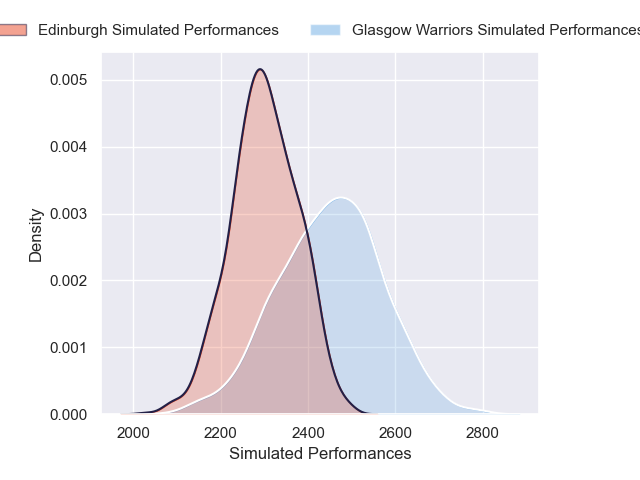 Edinburgh Simulated Performances
Glasgow Warriors Simulated Performances
0.005
0.004
0.003
0.002
0.001
0.000
Density
2000
2200
2400
2600
2800
Simulated Performances